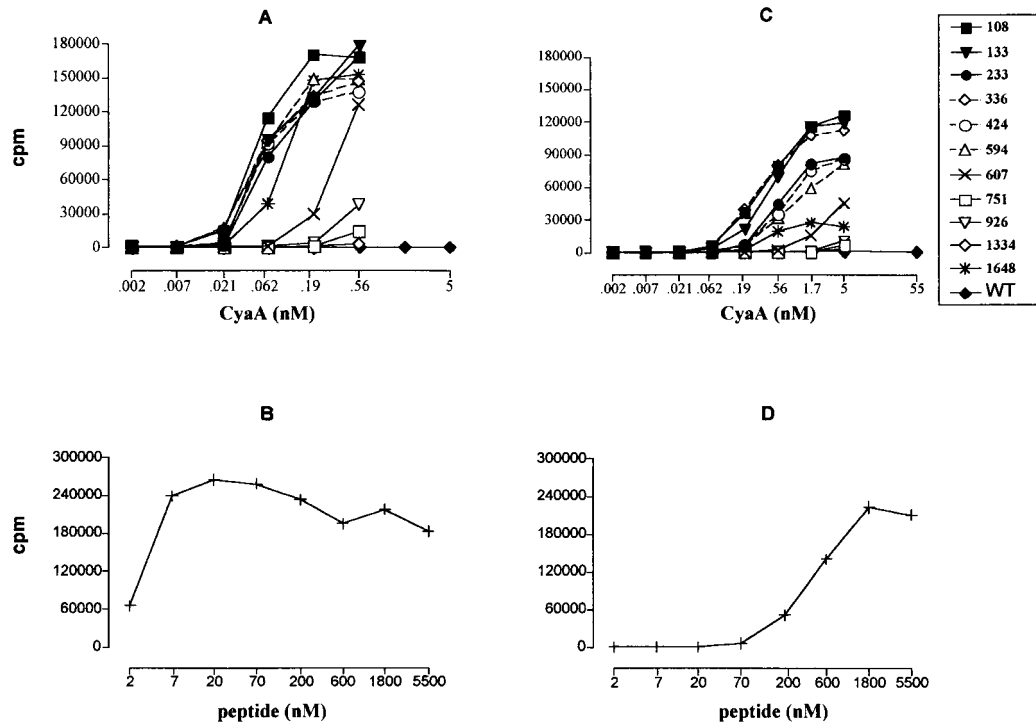 A
180000
150000
120000
90000
60000
30000
0
cpm
.002 .007 .021 .062 .19 .56 5
CyaA (nM)
C
180000
150000
120000
90000
60000
30000
0
.002 .007 .021 .062 .19 .56 1.7 5 55
CyaA (nM)
108
133
233
336
424
594
607
751
926
1334
1648
WT
B
300000
240000
180000
120000
60000
0
cpm
2 7 20 70 200 600 1800 5500
peptide (nM)
D
300000
240000
180000
120000
60000
0
2 7 20 70 200 600 1800 5500
peptide (nM)